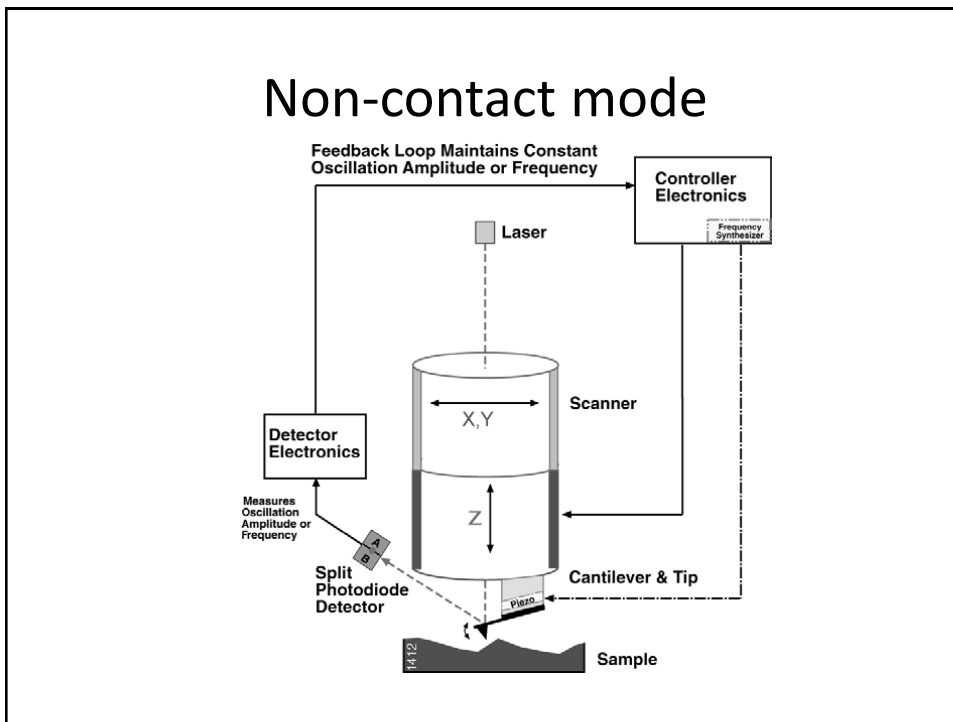 Non-contact mode
Feedback Loop Maintains Constant
Oscillation Amplitude or Frequency
Controller
Electronics
Frequency
Synthesizer
Laser
Scanner
X,Y
Detector
Electronics
Measures
Oscillation
Amplitude or
Frequency
Z
A
B
Split
Photodiode
Detector
Cantilever & Tip
Piezo
Sample
1412